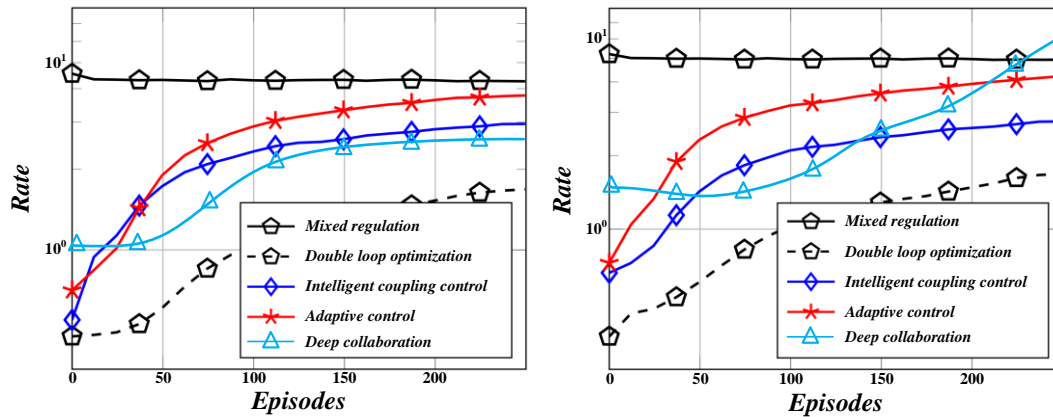 10¹
10⁰
Rate
0
50
100
150
200
Episodes
Mixed regulation
Double loop optimization
Intelligent coupling control
Adaptive control
Deep collaboration
10¹
10⁰
Rate
0
50
100
150
200
Episodes
Mixed regulation
Double loop optimization
Intelligent coupling control
Adaptive control
Deep collaboration